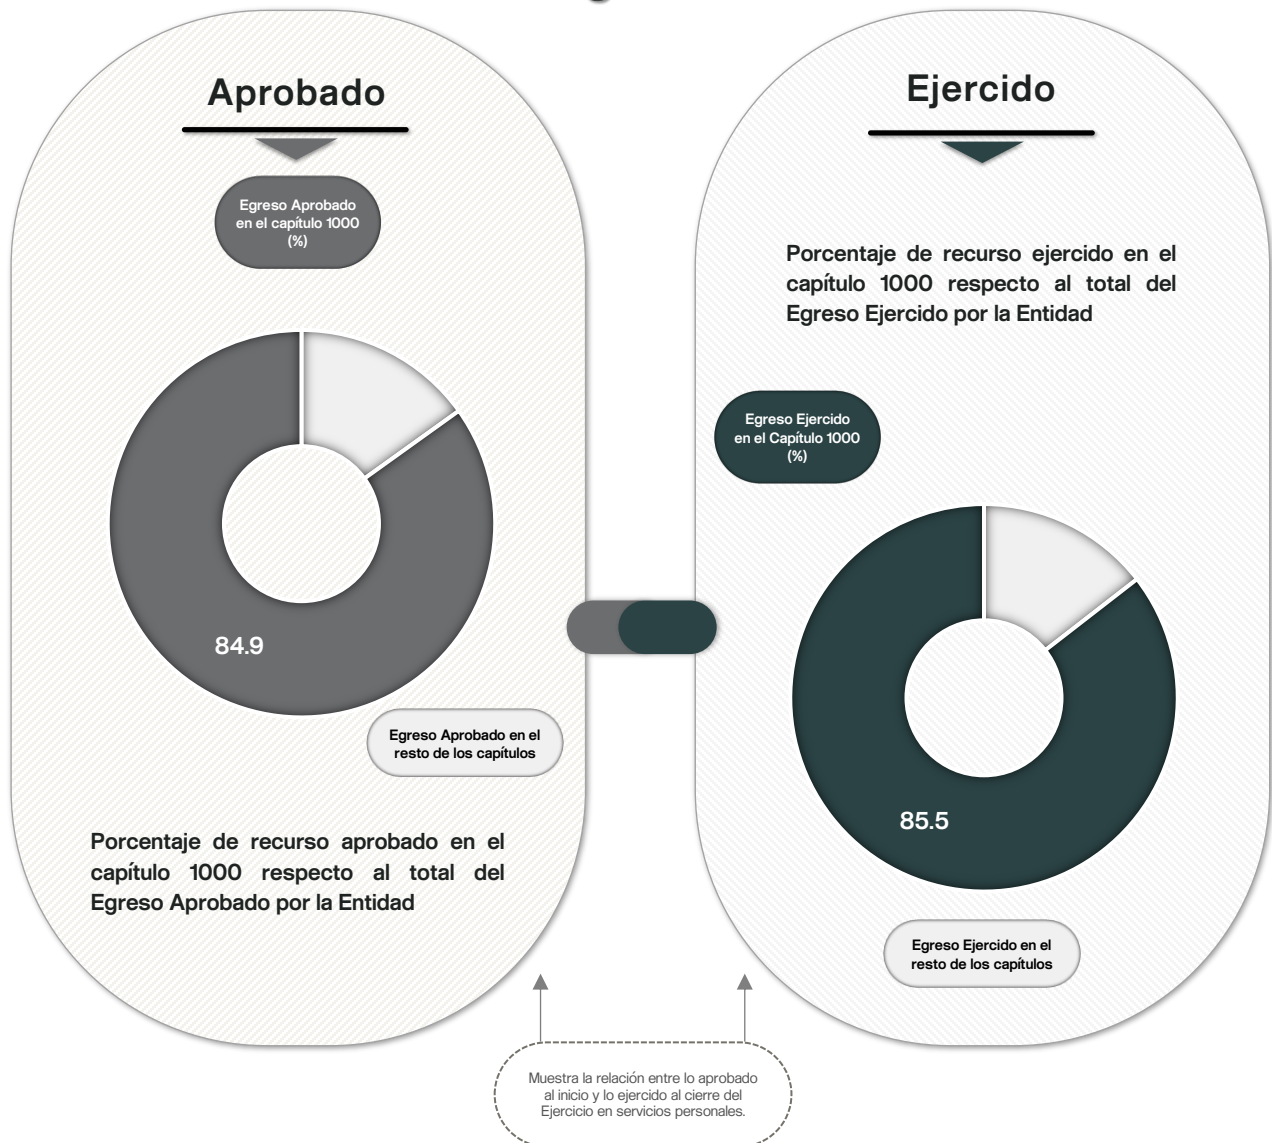 Aprobado
Egreso Aprobado
en el capítulo 1000
(%)
84.9
Egreso Aprobado en el
resto de los capítulos
Porcentaje de recurso aprobado en el
capítulo 1000 respecto al total del
Egreso Aprobado por la Entidad
Ejercido
Porcentaje de recurso ejercido en el
capítulo 1000 respecto al total del
Egreso Ejercido por la Entidad
Egreso Ejercido
en el Capítulo 1000
(%)
85.5
Egreso Ejercido en el
resto de los capítulos
Muestra la relación entre lo aprobado
al inicio y lo ejercido al cierre del
Ejercicio en servicios personales.